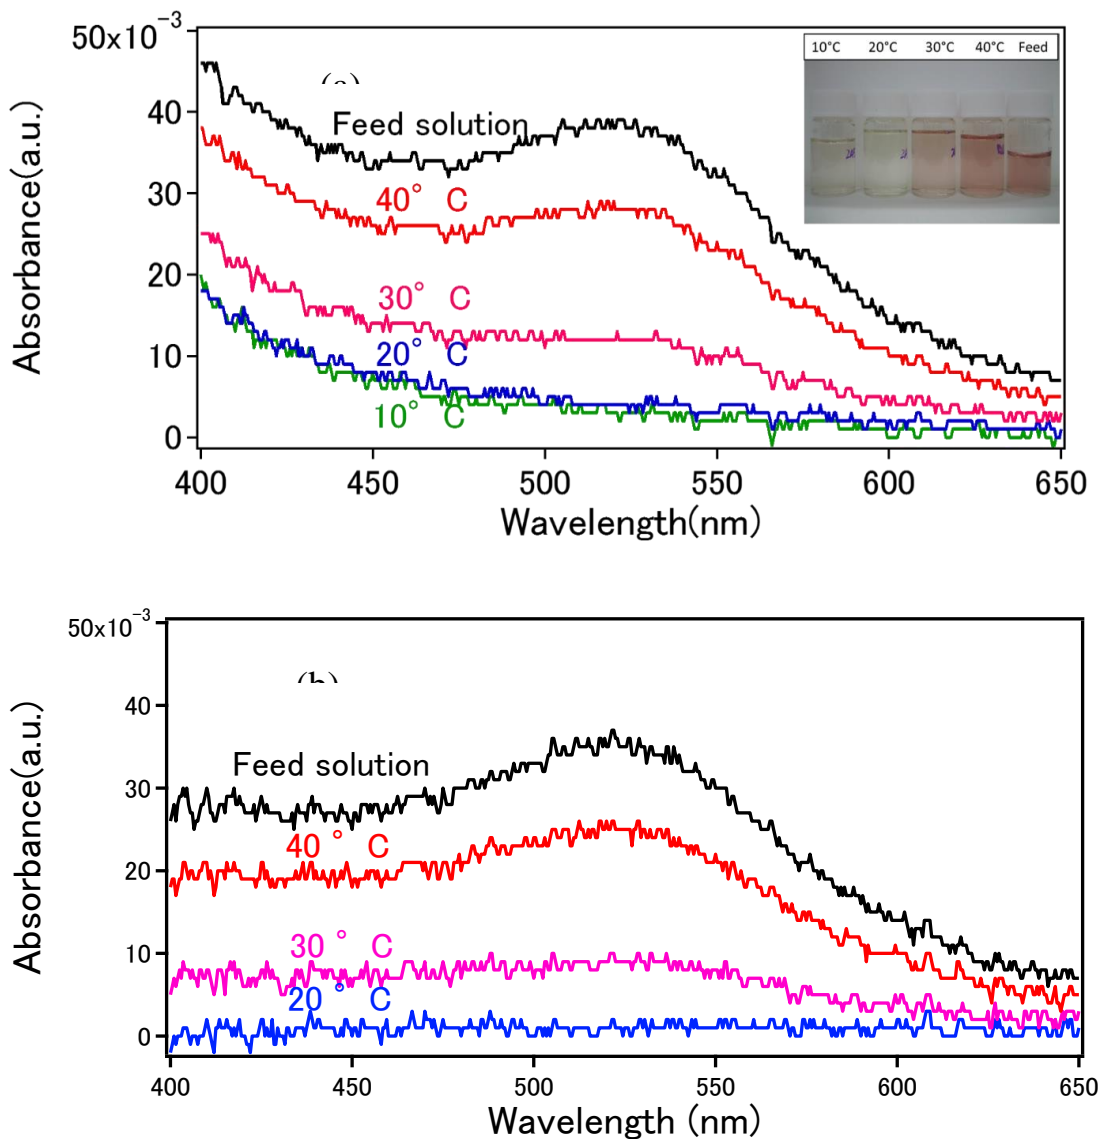 50x10⁻³
40
30
20
10
0
Absorbance(a.u.)
Feed solution
40° C
30° C
20° C
10° C
10°C 20°C 30°C 40°C Feed
400 450 500 550 600 650
Wavelength(nm)
50x10⁻³
40
30
20
10
0
Absorbance(a.u.)
Feed solution
40 ° C
30 ° C
20 ° C
400 450 500 550 600 650
Wavelength (nm)